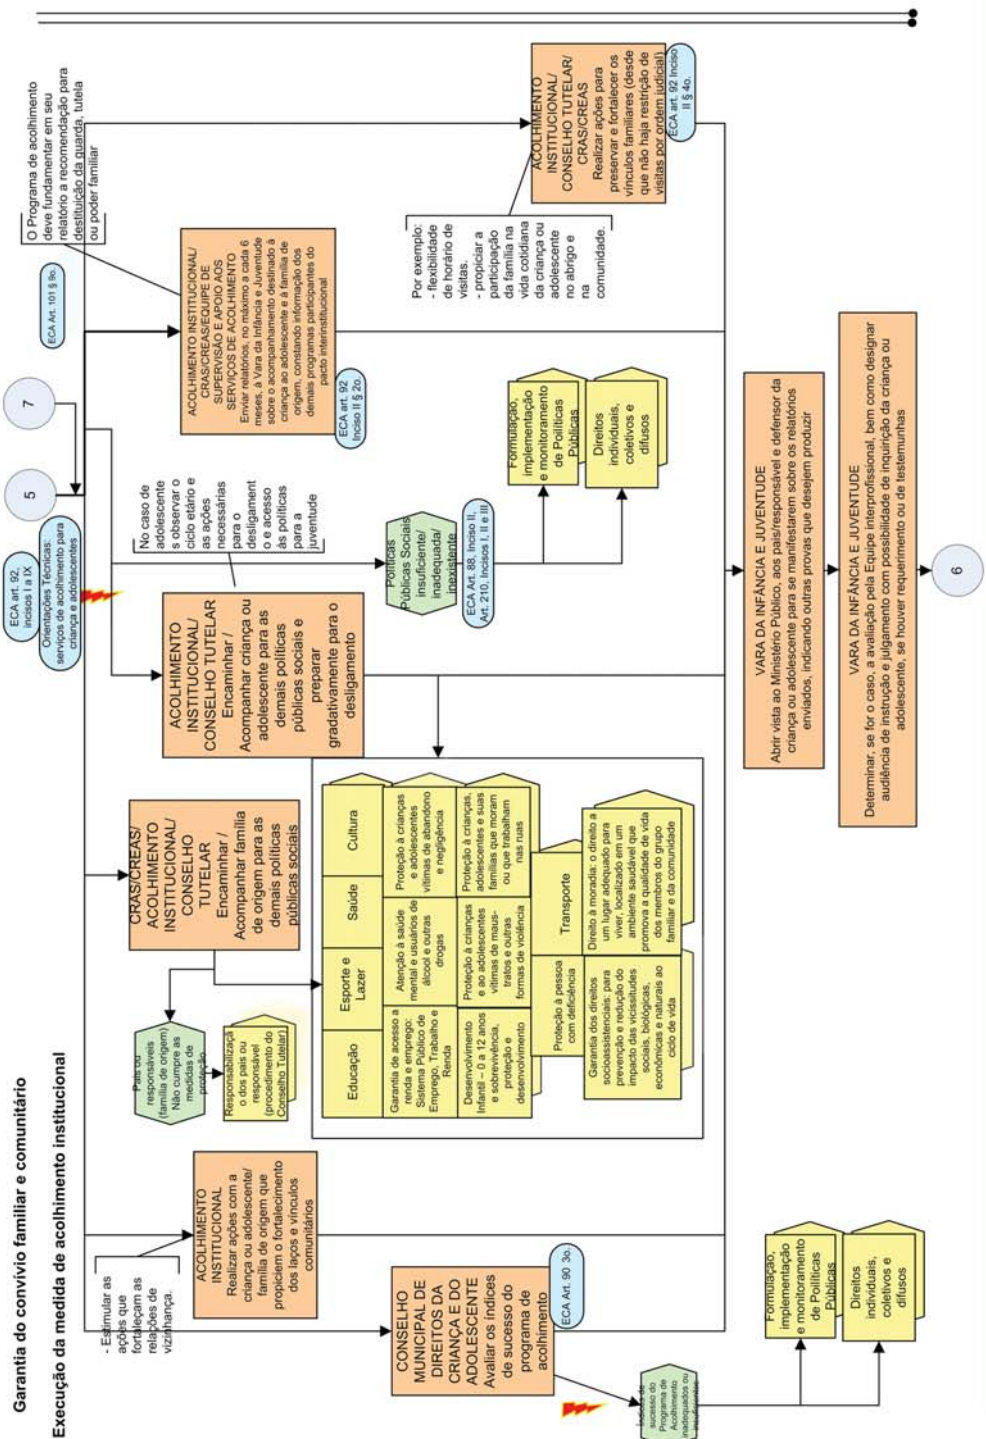 Garantia do convívio familiar e comunitário
Execução da medida de acolhimento institucional
ECA art. 92,
incisos I a IX
Orientações Técnicas:
serviços de acolhimento para
criança e adolescentes
5
7
ECA Art. 101 § 9o.
O Programa de acolhimento
deve fundamentar em seu
relatório a recomendação para
destituição da guarda, tutela
ou poder familiar
- Estimular as
ações que
fortaleçam as
relações de
vizinhança.
ACOLHIMENTO
INSTITUCIONAL
Realizar ações com a
criança ou adolescente/
família de origem que
propiciem o fortalecimento
dos laços e vínculos
comunitários
CONSELHO
MUNICIPAL DE
DIREITOS DA
CRIANÇA E DO
ADOLESCENTE
Avaliar os índices
de sucesso do
programa de
acolhimento
ECA Art. 90 3o.
Índices de
sucesso do
Programa de
Acolhimento
inadequados ou
insuficientes
Formulação,
implementação
e monitoramento
de Políticas
Públicas
Direitos
individuais,
coletivos e
difusos
Pais ou
responsáveis
(família de origem)
Não cumpre as
medidas de
proteção
Responsabilizaçã
o dos pais ou
responsável
(procedimento do
Conselho Tutelar)
CRAS/CREAS/
ACOLHIMENTO
INSTITUCIONAL/
CONSELHO
TUTELAR
Encaminhar /
Acompanhar família
de origem para as
demais políticas
públicas sociais
Educação
Esporte e
Lazer
Saúde
Cultura
Garantia de acesso a
renda e emprego:
Sistema Público de
Emprego, Trabalho e
Renda
Atenção à saúde
mental e usuários de
álcool e outras
drogas
Proteção à crianças
e adolescentes
vítimas de abandono
e negligência
Desenvolvimento
Infantil – 0 a 12 anos
e sobrevivência,
proteção e
desenvolvimento
Proteção à crianças
e ao adolescentes
vítimas de maus-
tratos e outras
formas de violência
Proteção à crianças,
adolescentes e suas
famílias que moram
ou que trabalham
nas ruas
Proteção à pessoa
com deficiência
Transporte
Garantia dos direitos
socioassistenciais: para
prevenção e redução do
impacto das vicissitudes
sociais, biológicas,
econômicas e naturais ao
ciclo de vida
Direito à moradia: o direito a
um lugar adequado para
viver, localizado em um
ambiente saudável que
promova a qualidade de vida
dos membros do grupo
familiar e da comunidade
ACOLHIMENTO
INSTITUCIONAL/
CONSELHO TUTELAR
Encaminhar /
Acompanhar criança ou
adolescente para as
demais políticas
públicas sociais e
preparar
gradativamente para o
desligamento
No caso de
adolescente
s observar o
ciclo etário e
as ações
necessárias
para o
desligament
o e acesso
às políticas
para a
juventude
Políticas
Públicas Sociais
insuficiente/
inadequada/
inexistente
ECA Art. 88, Inciso II,
Art. 210, Incisos I, II e III
Formulação,
implementação
e monitoramento
de Políticas
Públicas
Direitos
individuais,
coletivos e
difusos
ACOLHIMENTO INSTITUCIONAL/
CRAS/CREAS/EQUIPE DE
SUPERVISÃO E APOIO AOS
SERVIÇOS DE ACOLHIMENTO
Enviar relatórios, no máximo a cada 6
meses, à Vara da Infância e Juventude
sobre o acompanhamento destinado à
criança ao adolescente e à família de
origem, constando informação dos
demais programas participantes do
pacto interinstitucional
ECA art. 92
Inciso II § 2o.
Por exemplo:
- flexibilidade
de horário de
visitas.
- propiciar a
participação
da família na
vida cotidiana
da criança ou
adolescente
no abrigo e
na
comunidade.
ACOLHIMENTO
INSTITUCIONAL/
CONSELHO TUTELAR/
CRAS/CREAS
Realizar ações para
preservar e fortalecer os
vínculos familiares (desde
que não haja restrição de
visitas por ordem judicial)
ECA art. 92 Inciso
II § 4o.
VARA DA INFÂNCIA E JUVENTUDE
Abrir vista ao Ministério Público, aos pais/responsável e defensor da
criança ou adolescente para se manifestarem sobre os relatórios
enviados, indicando outras provas que desejem produzir
VARA DA INFÂNCIA E JUVENTUDE
Determinar, se for o caso, a avaliação pela Equipe interprofissional, bem como designar
audiência de instrução e julgamento com possibilidade de inquirição da criança ou
adolescente, se houver requerimento ou de testemunhas
6